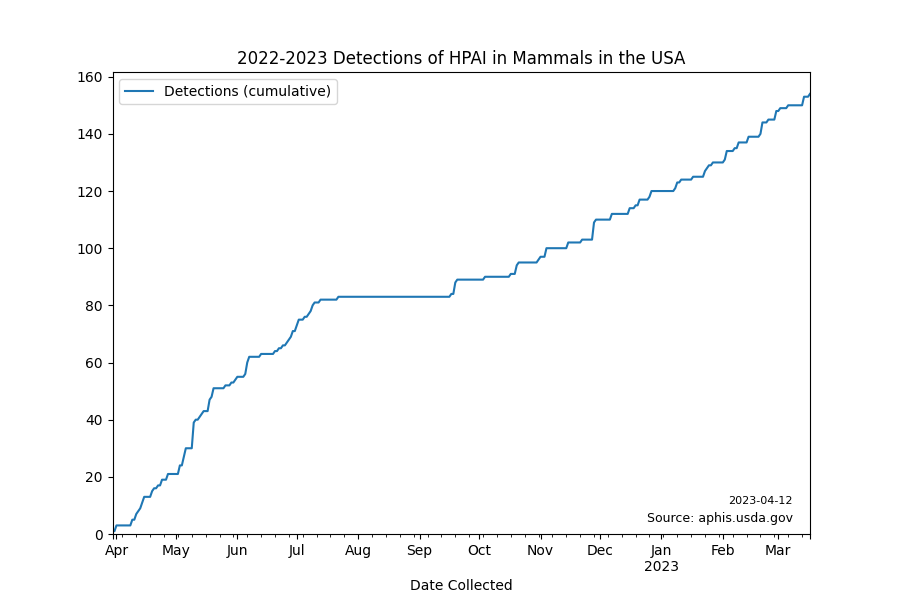 2022-2023 Detections of HPAI in Mammals in the USA
Detections (cumulative)
160
140
120
100
80
60
40
20
0
2023-04-12
Source: aphis.usda.gov
Apr May Jun Jul Aug Sep Oct Nov Dec Jan Feb Mar
2023
Date Collected